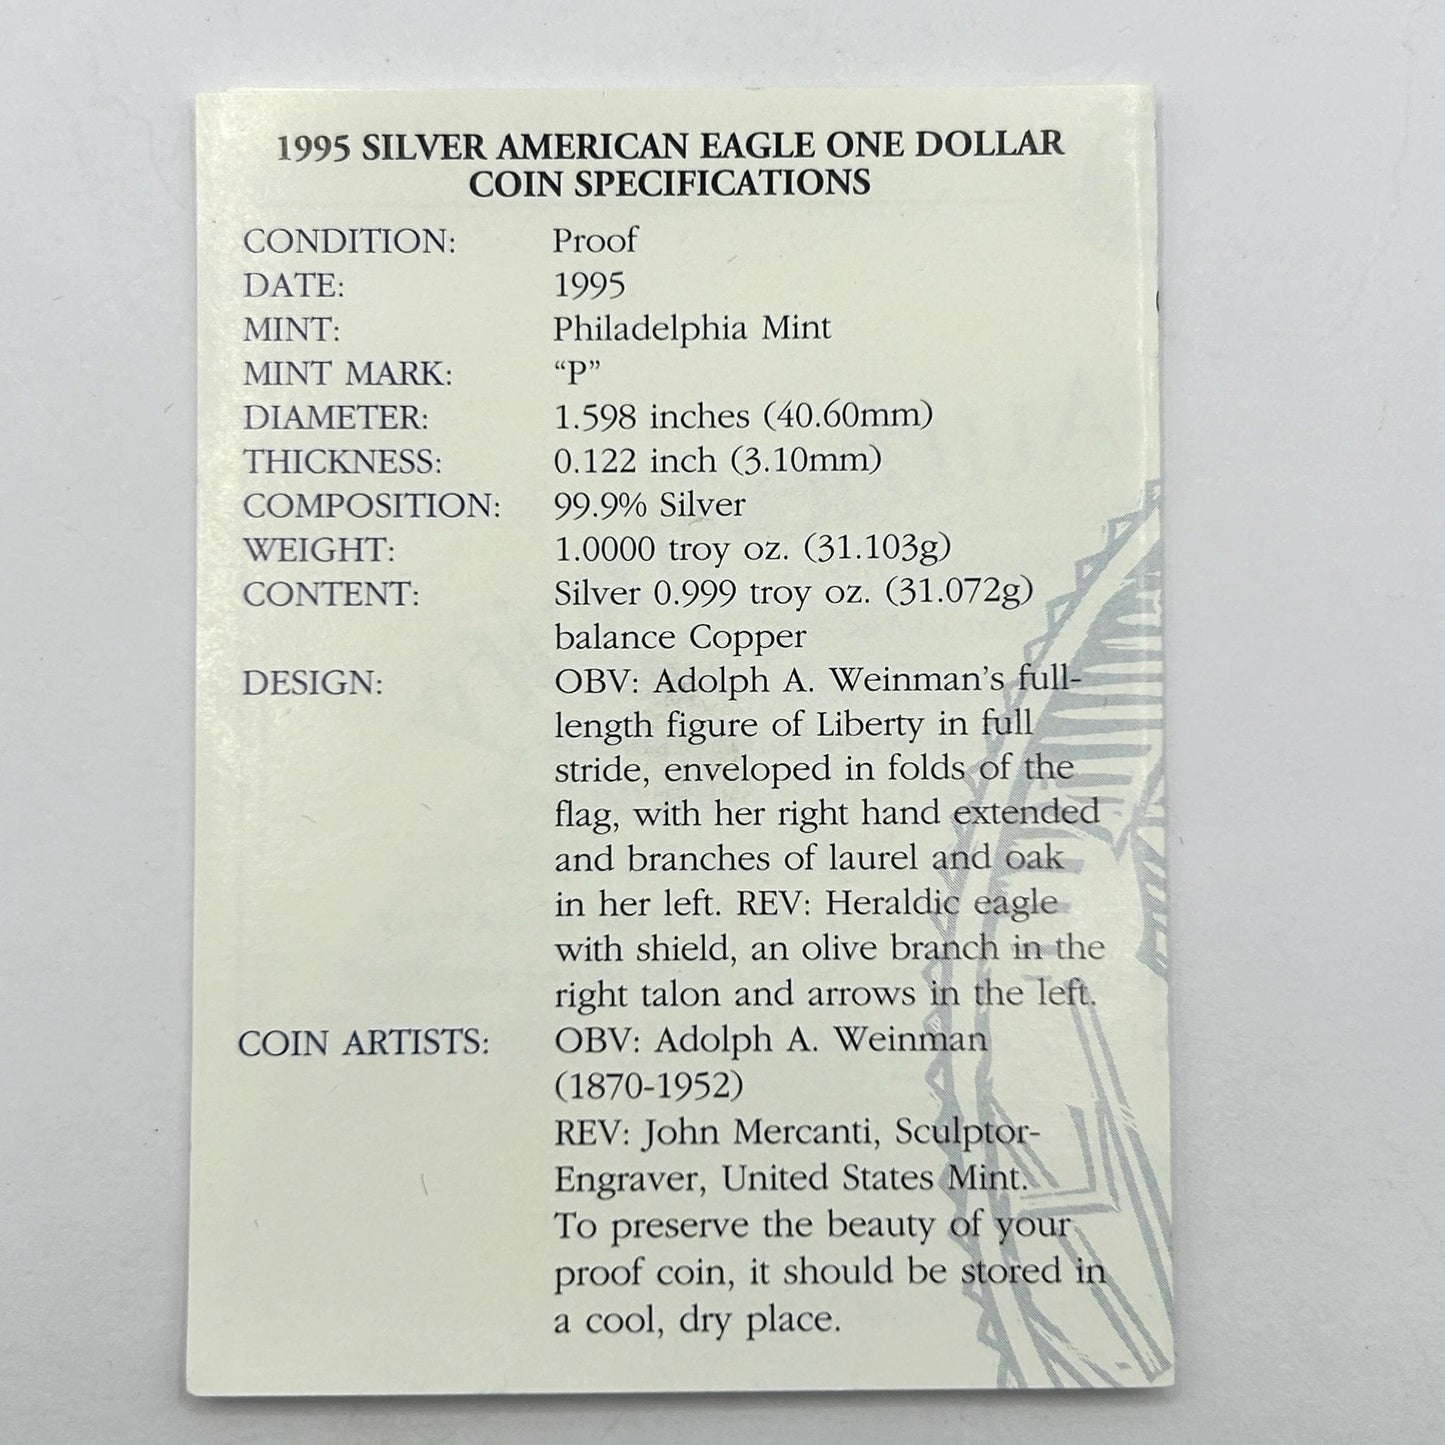 1995 SILVER AMERICAN EAGLE ONE DOLLAR
COIN SPECIFICATIONS
CONDITION: Proof
DATE: 1995
MINT: Philadelphia Mint
MINT MARK: “P”
DIAMETER: 1.598 inches (40.60mm)
THICKNESS: 0.122 inch (3.10mm)
COMPOSITION: 99.9% Silver
WEIGHT: 1.0000 troy oz. (31.103g)
CONTENT: Silver 0.999 troy oz. (31.072g)
balance Copper
DESIGN: OBV: Adolph A. Weinman’s full-
length figure of Liberty in full
stride, enveloped in folds of the
flag, with her right hand extended
and branches of laurel and oak
in her left. REV: Heraldic eagle
with shield, an olive branch in the
right talon and arrows in the left.
COIN ARTISTS: OBV: Adolph A. Weinman
(1870-1952)
REV: John Mercanti, Sculptor-
Engraver, United States Mint.
To preserve the beauty of your
proof coin, it should be stored in
a cool, dry place.